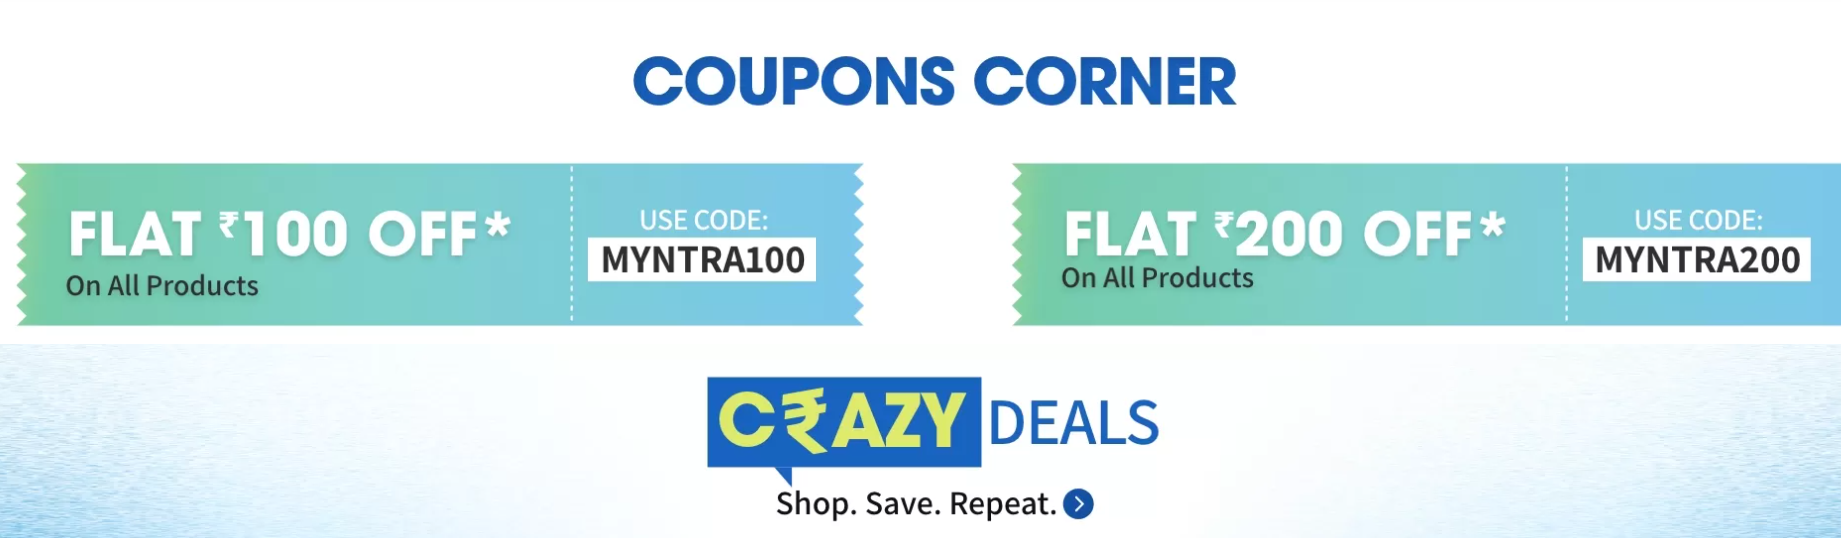 COUPONS CORNER
FLAT ₹100 OFF*
On All Products
USE CODE:
MYNTRA100
FLAT ₹200 OFF*
On All Products
USE CODE:
MYNTRA200
C₹AZY DEALS
Shop. Save. Repeat.